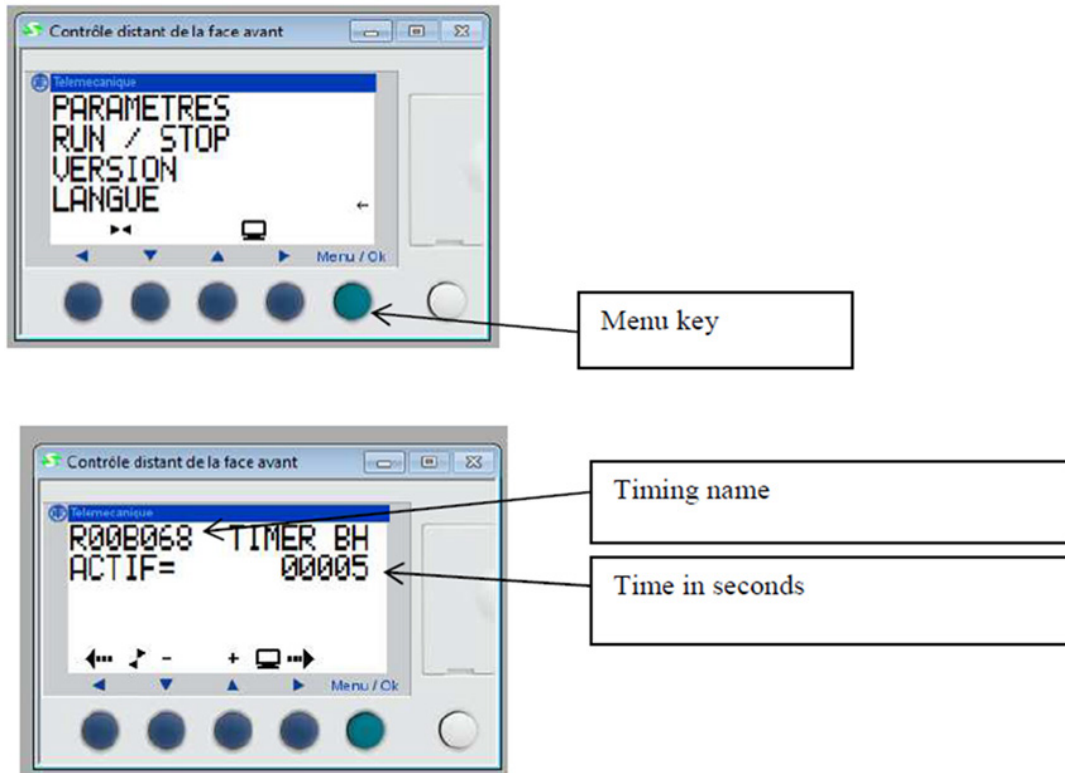 Contrôle distant de la face avant
Telemecanique
PARAMETRES
RUN / STOP
VERSION
LANGUE
Menu / Ok
Menu key
Contrôle distant de la face avant
Telemecanique
R00B068 TIMER BH
ACTIF= 00005
- +
Menu / Ok
Timing name
Time in seconds